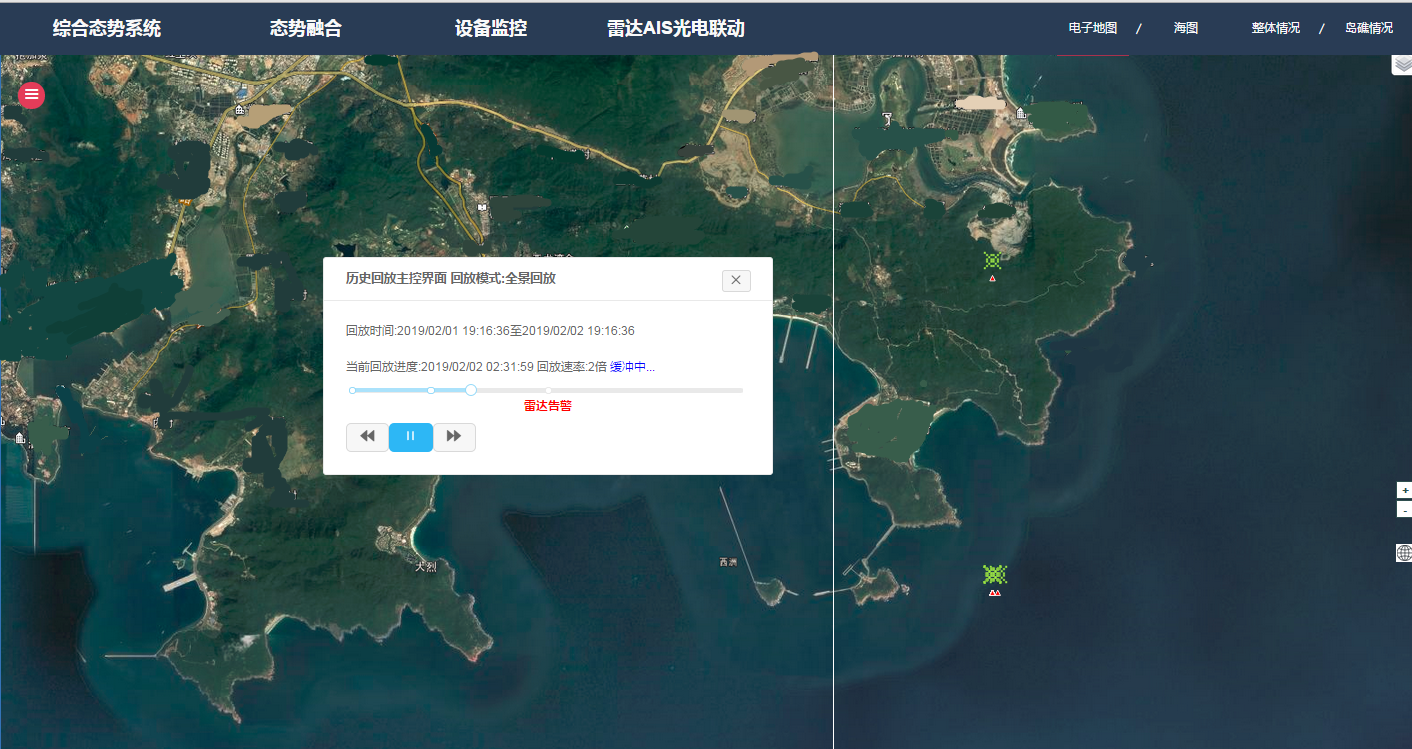 综合态势系统 态势融合 设备监控 雷达AIS光电联动 电子地图 / 海图 整体情况 / 岛礁情况
历史回放主控界面 回放模式:全景回放
回放时间:2019/02/01 19:16:36至2019/02/02 19:16:36
当前回放进度:2019/02/02 02:31:59 回放速率:2倍 缓冲中...
雷达告警
+
-
西洲
大烈